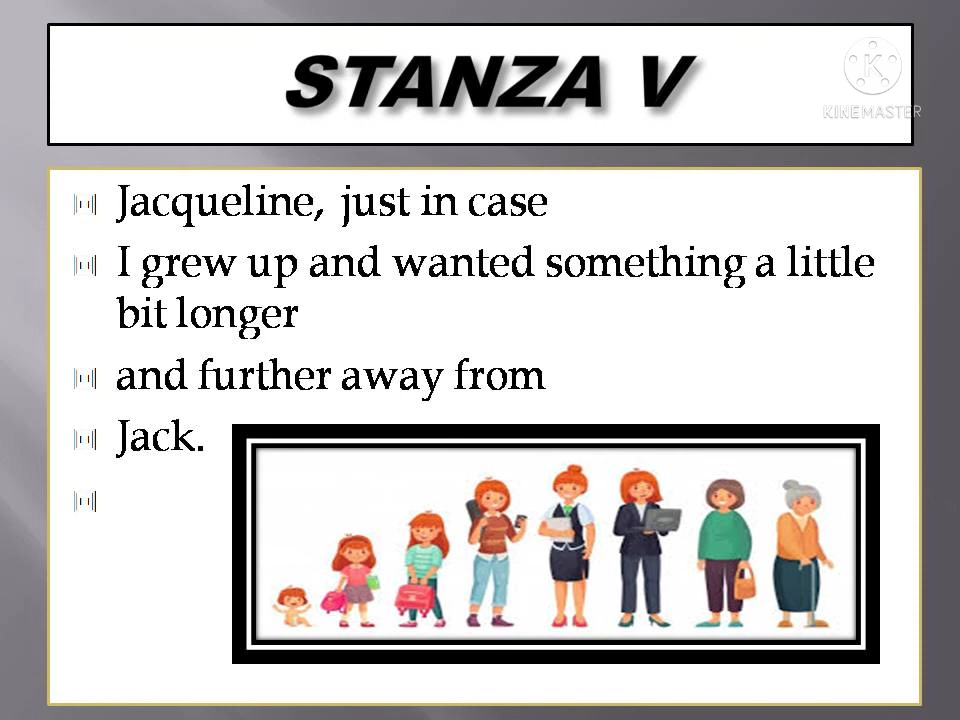 STANZA V
K
KINEMASTER
Jacqueline, just in case
I grew up and wanted something a little
bit longer
and further away from
Jack.